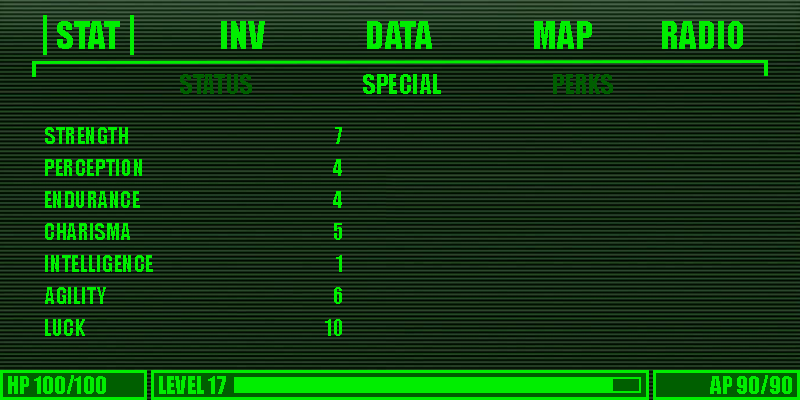 STAT INV DATA MAP RADIO
STATUS SPECIAL PERKS
STRENGTH 7
PERCEPTION 4
ENDURANCE 4
CHARISMA 5
INTELLIGENCE 1
AGILITY 6
LUCK 10
HP 100/100 LEVEL 17 AP 90/90